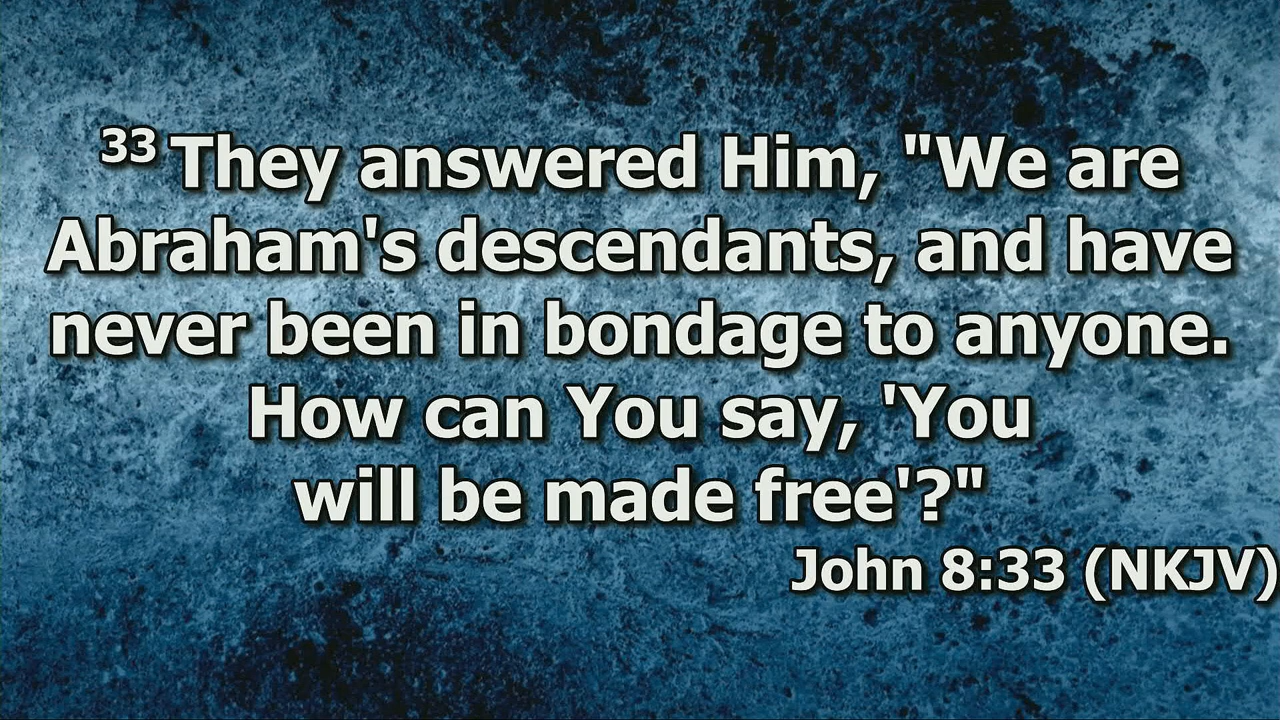 33 They answered Him, "We are
Abraham's descendants, and have
never been in bondage to anyone.
How can You say, 'You
will be made free'?"
John 8:33 (NKJV)